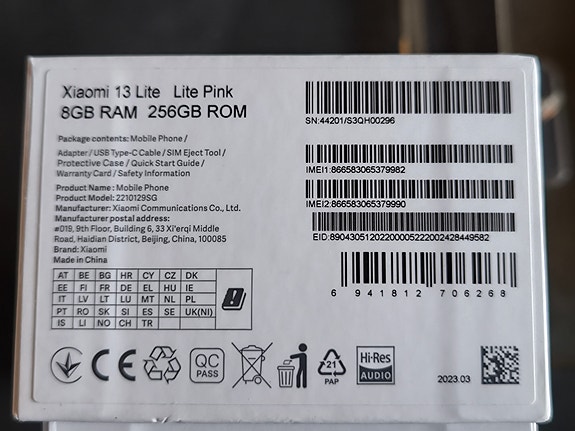 Xiaomi 13 Lite Lite Pink
8GB RAM 256GB ROM
Package contents: Mobile Phone /
Adapter / USB Type-C Cable / SIM Eject Tool /
Protective Case / Quick Start Guide /
Warranty Card / Safety Information
Product Name: Mobile Phone
Product Model: 2210129SG
Manufacturer: Xiaomi Communications Co., Ltd.
Manufacturer postal address:
#019, 9th Floor, Building 6, 33 Xi'erqi Middle
Road, Haidian District, Beijing, China, 100085
Brand: Xiaomi
Made in China
AT BE BG HR CY CZ DK
EE FI FR DE EL HU IE
IT LV LT LU MT NL PL
PT RO SK SI ES SE UK(NI)
IS LI NO CH TR
SN:44201/S3QH00296
IMEI1:866583065379982
IMEI2:866583065379990
EID:89043051202200005222002428449582
6 941812 706268
CE
QC
PASS
21
PAP
Hi-Res
AUDIO
2023.03